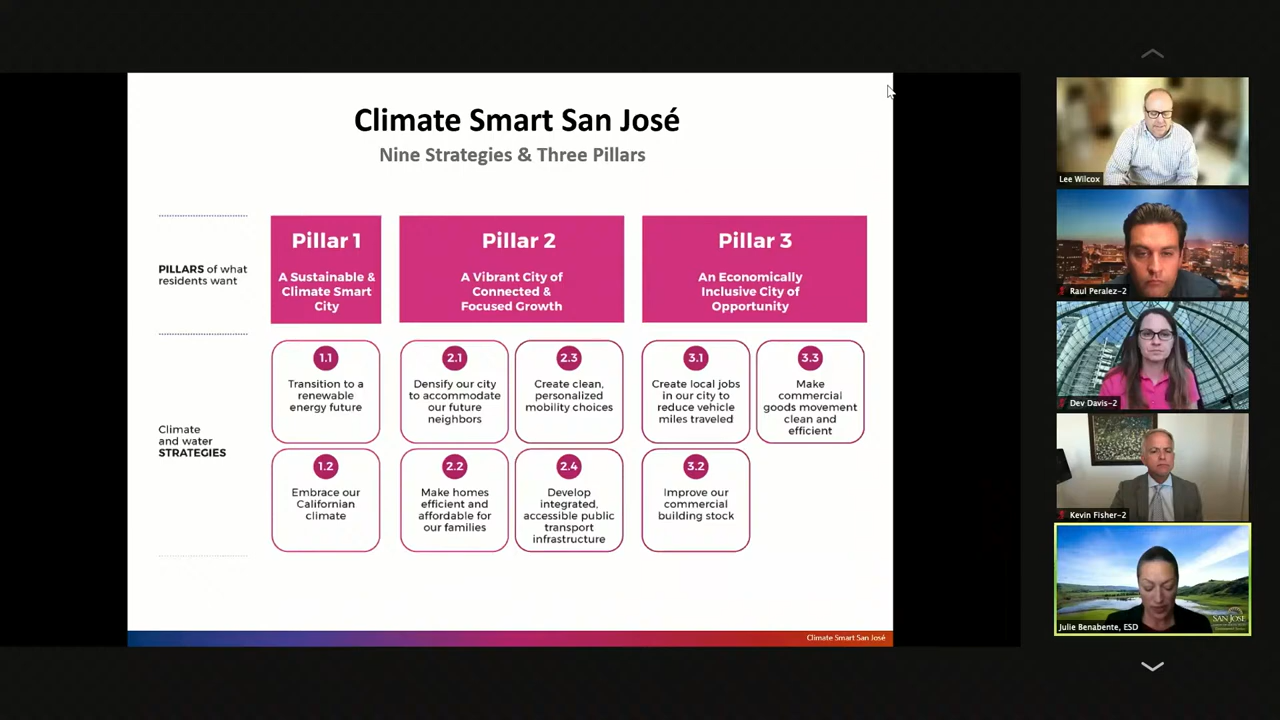 Climate Smart San José
Nine Strategies & Three Pillars
PILLARS of what
residents want
Pillar 1
A Sustainable &
Climate Smart
City
Pillar 2
A Vibrant City of
Connected &
Focused Growth
Pillar 3
An Economically
Inclusive City of
Opportunity
Climate
and water
STRATEGIES
1.1
Transition to a
renewable
energy future
2.1
Densify our city
to accommodate
our future
neighbors
2.3
Create clean,
personalized
mobility choices
3.1
Create local jobs
in our city to
reduce vehicle
miles traveled
3.3
Make
commercial
goods movement
clean and
efficient
1.2
Embrace our
Californian
climate
2.2
Make homes
efficient and
affordable for
our families
2.4
Develop
integrated,
accessible public
transport
infrastructure
3.2
Improve our
commercial
building stock
Climate Smart San José
Lee Wilcox
Raul Peralez-2
Dev Davis-2
Kevin Fisher-2
SAN JOSE
Julie Benabente, ESD